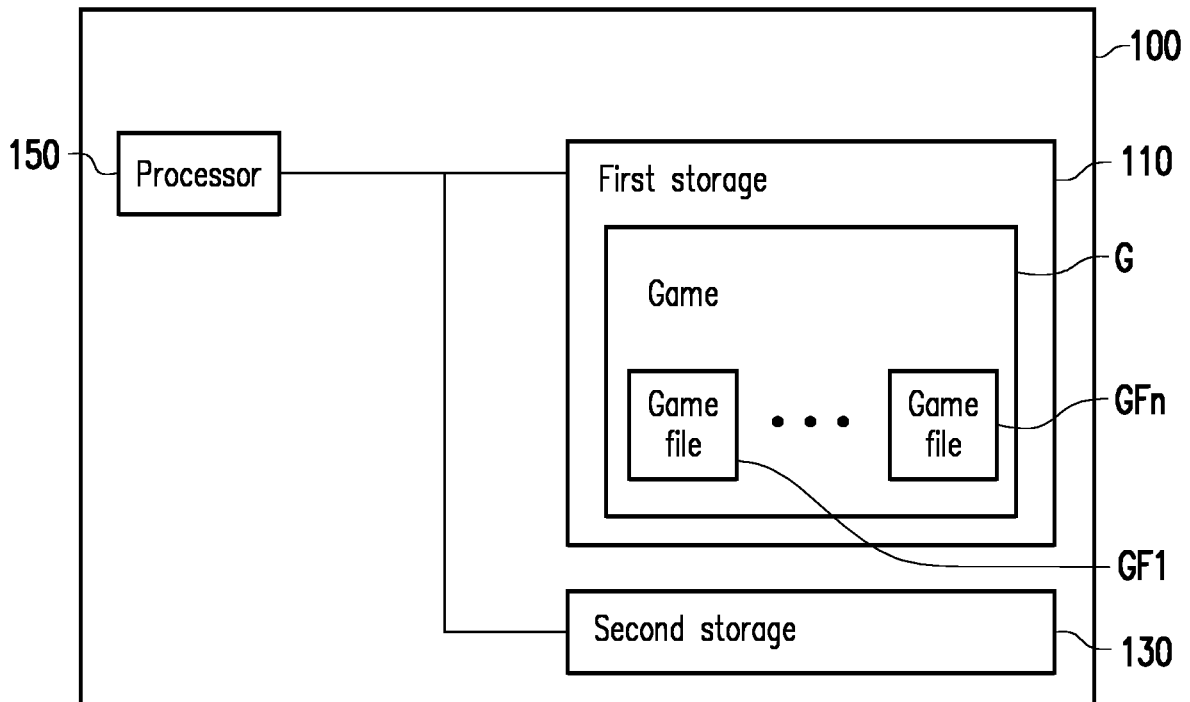 100
150
Processor
First storage
110
G
Game
Game
file
Game
file
GFn
GF1
Second storage
130